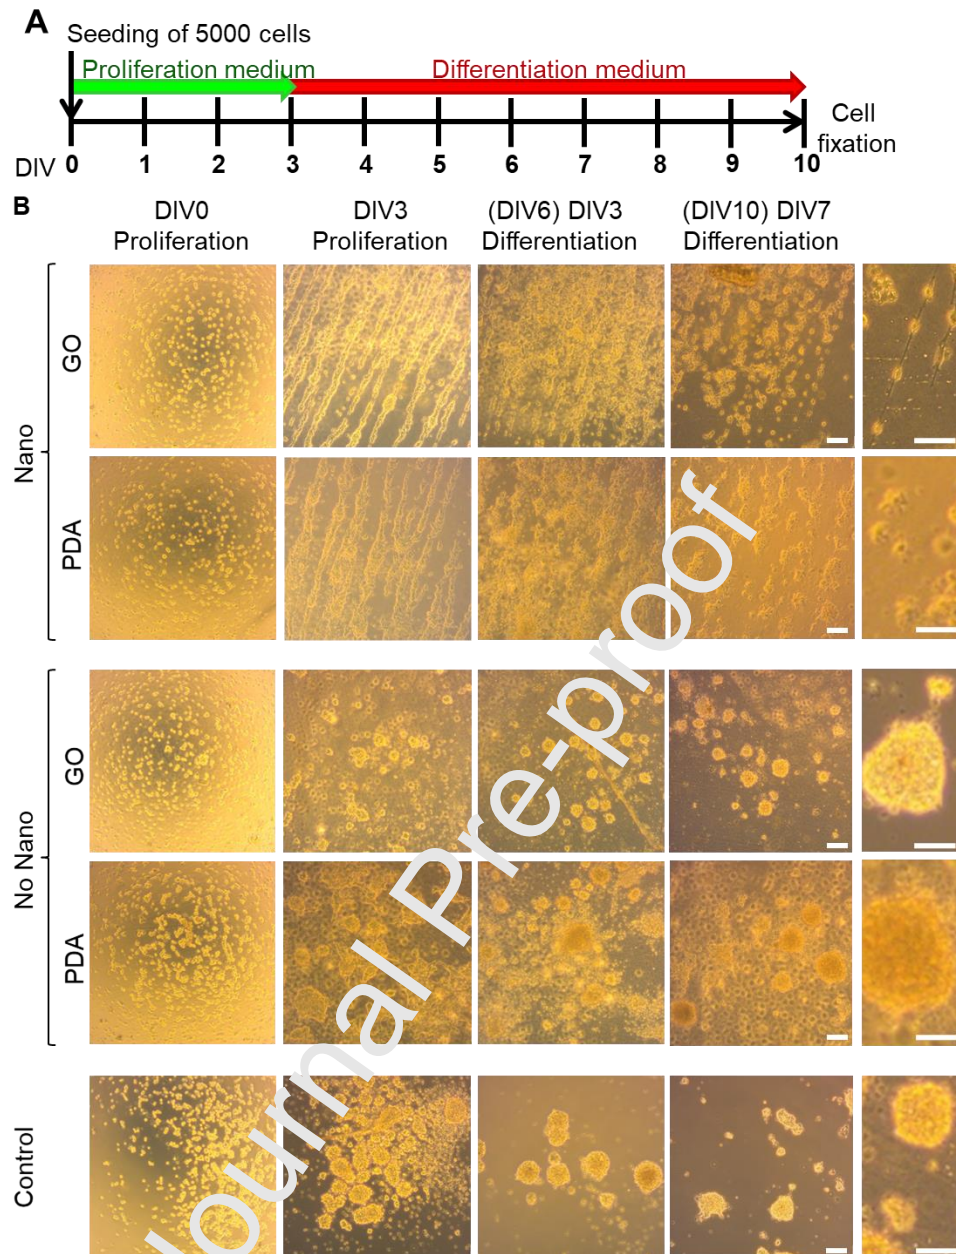 A
Seeding of 5000 cells
Proliferation medium
Differentiation medium
Cell
fixation
DIV 0 1 2 3 4 5 6 7 8 9 10
B
DIV0
Proliferation
DIV3
Proliferation
(DIV6) DIV3
Differentiation
(DIV10) DIV7
Differentiation
Nano
GO
PDA
No Nano
GO
PDA
Control
Journal Pre-proof